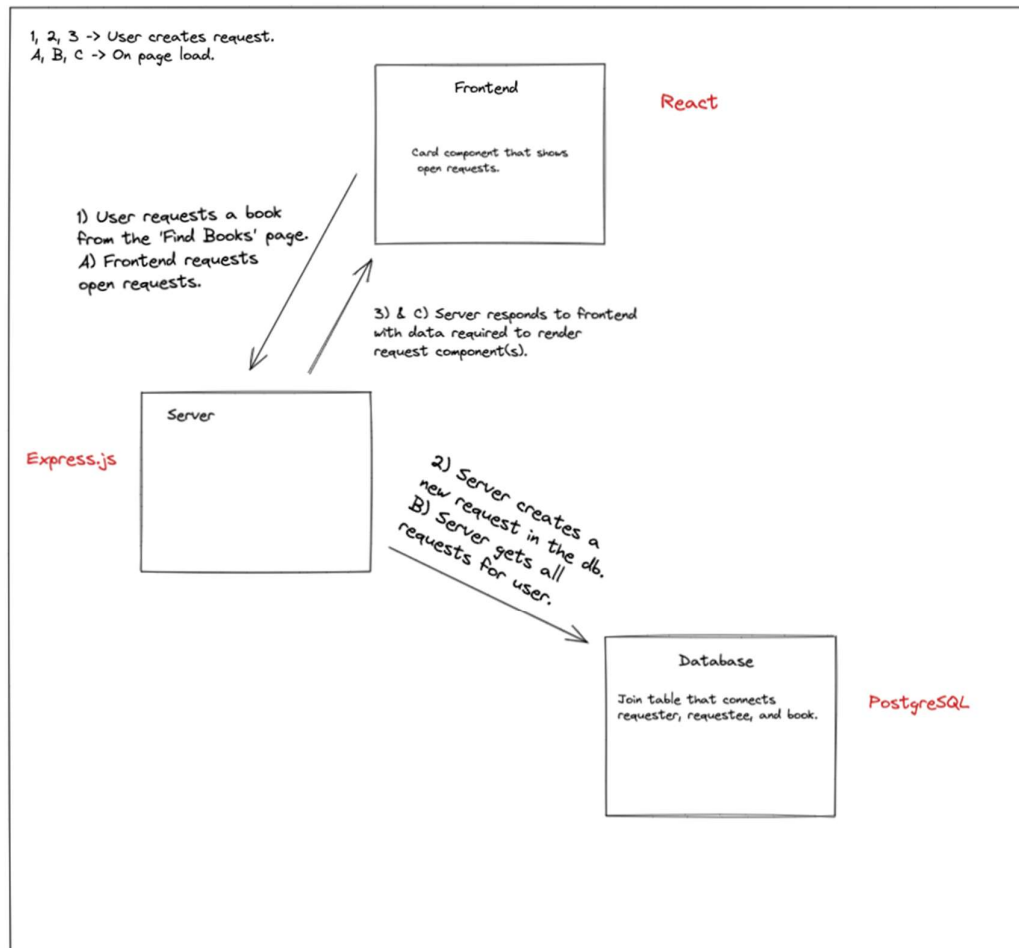 1, 2, 3 -> User creates request.
A, B, C -> On page load.
Frontend
React
Card component that shows
open requests.
1) User requests a book
from the 'Find Books' page.
A) Frontend requests
open requests.
3) & C) Server responds to frontend
with data required to render
request component(s).
Server
Express.js
2) Server creates a
new request in the db.
B) Server gets all
requests for user.
Database
Join table that connects
requester, requestee, and book.
PostgreSQL